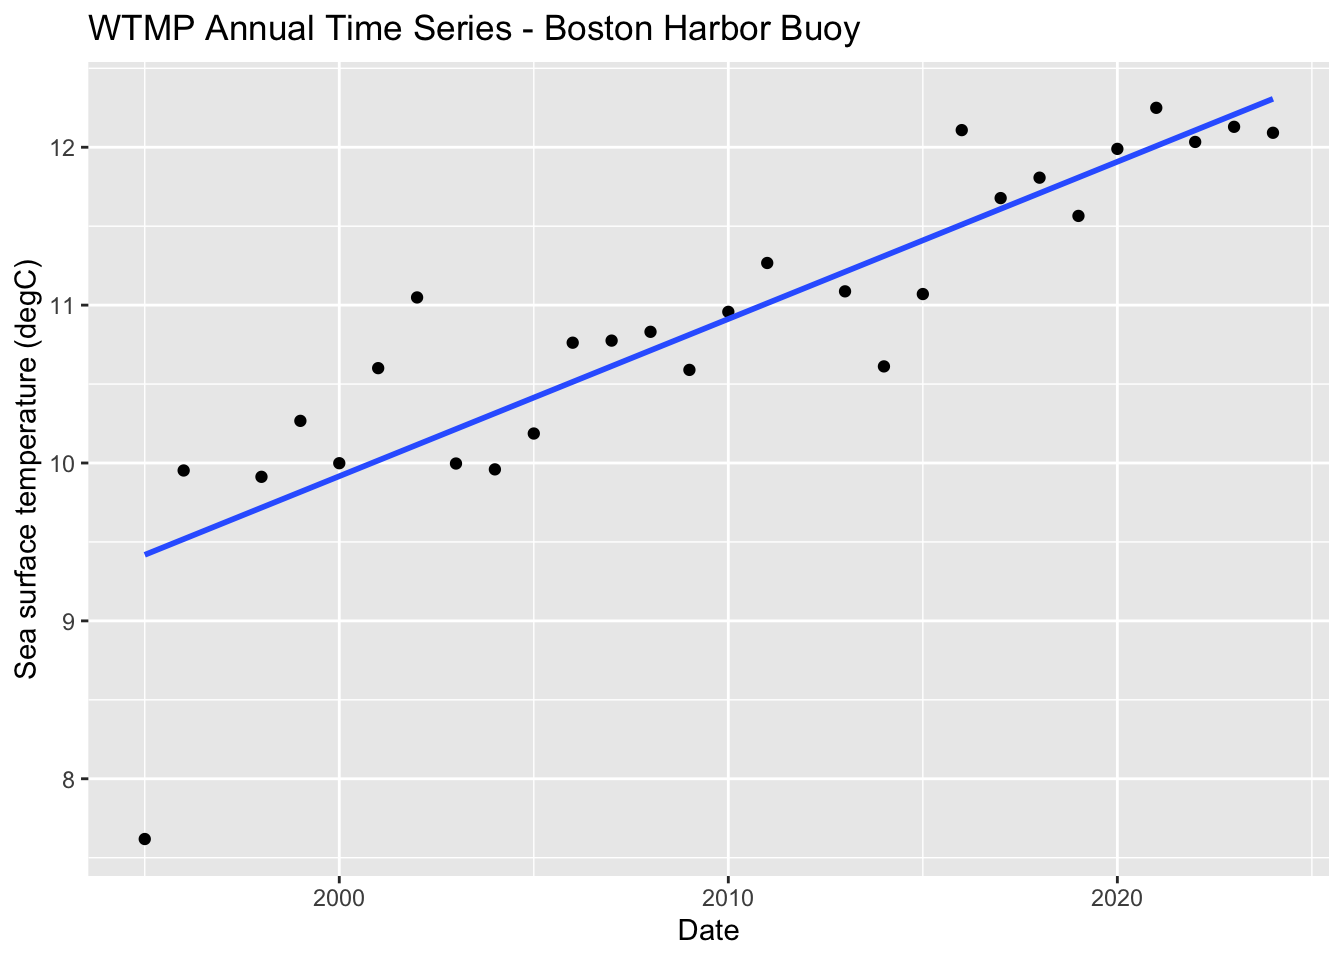 WTMP Annual Time Series - Boston Harbor Buoy
Sea surface temperature (degC)
12
11
10
9
8
2000
2010
2020
Date